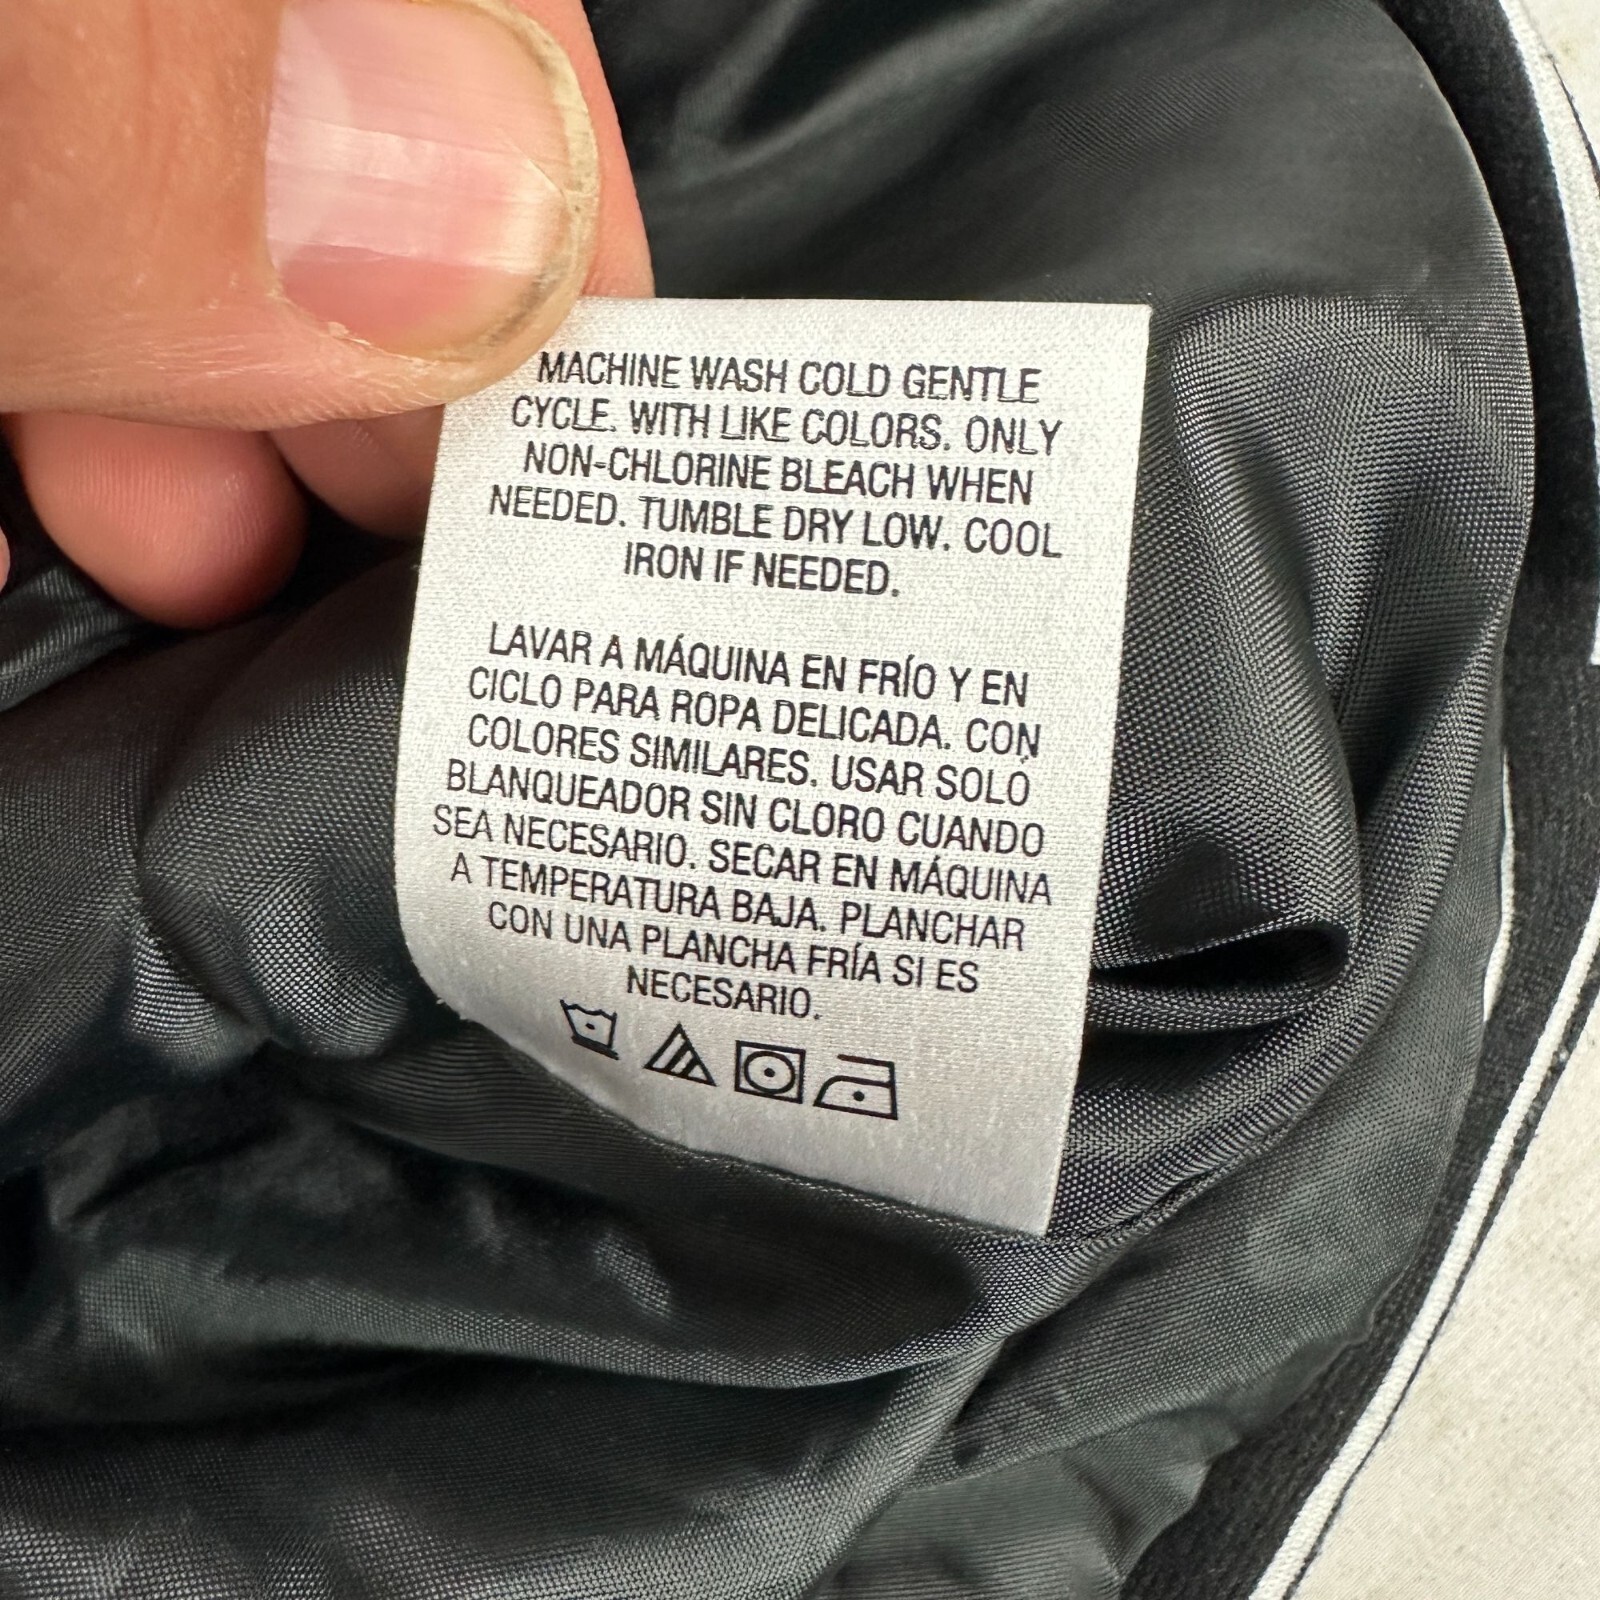 MACHINE WASH COLD GENTLE
CYCLE. WITH LIKE COLORS. ONLY
NON-CHLORINE BLEACH WHEN
NEEDED. TUMBLE DRY LOW. COOL
IRON IF NEEDED.
LAVAR A MÁQUINA EN FRÍO Y EN
CICLO PARA ROPA DELICADA. CON
COLORES SIMILARES. USAR SOLÓ
BLANQUEADOR SIN CLORO CUANDO
SEA NECESARIO. SECAR EN MÁQUINA
A TEMPERATURA BAJA. PLANCHAR
CON UNA PLANCHA FRÍA SI ES
NECESARIO.